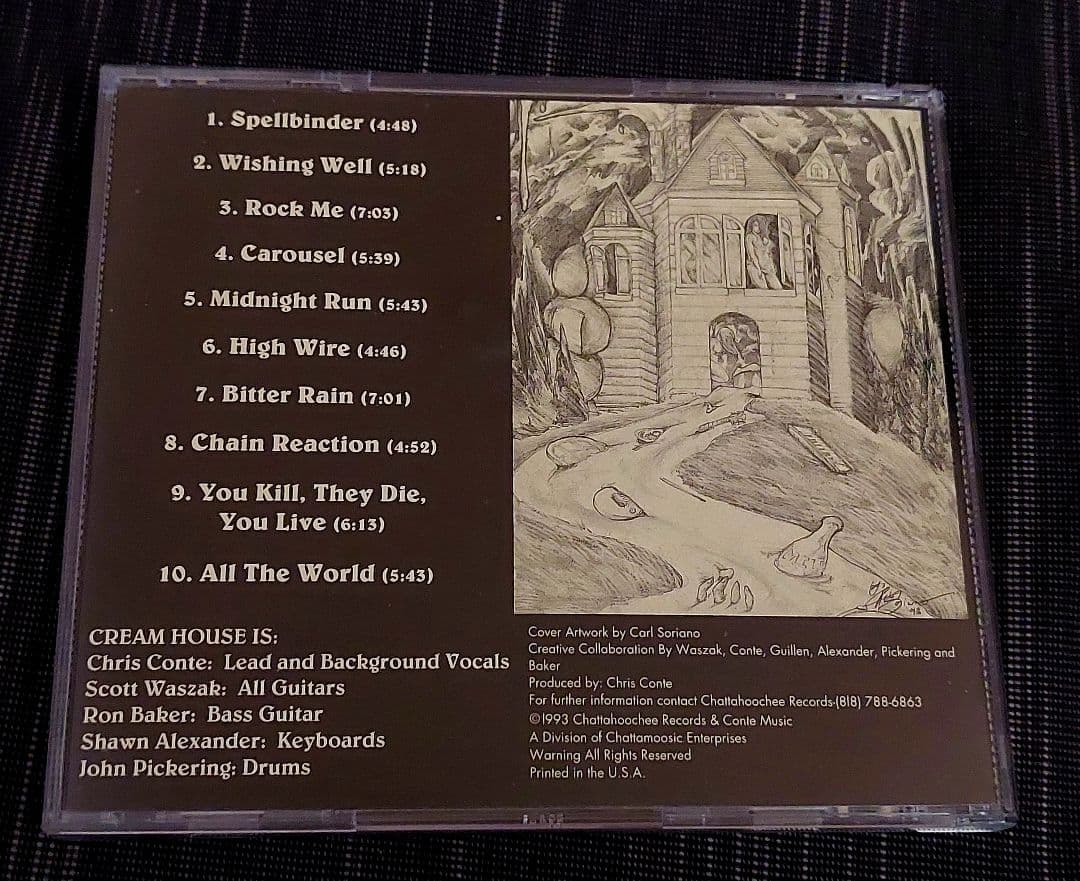 1. Spellbinder (4:48)
2. Wishing Well (5:18)
3. Rock Me (7:03)
4. Carousel (5:39)
5. Midnight Run (5:43)
6. High Wire (4:46)
7. Bitter Rain (7:01)
8. Chain Reaction (4:52)
9. You Kill, They Die,
You Live (6:13)
10. All The World (5:43)
CREAM HOUSE IS:
Chris Conte: Lead and Background Vocals
Scott Waszak: All Guitars
Ron Baker: Bass Guitar
Shawn Alexander: Keyboards
John Pickering: Drums
Cover Artwork by Carl Soriano
Creative Collaboration By Waszak, Conte, Guillen, Alexander, Pickering and
Baker
Produced by: Chris Conte
For further information contact Chattahoochee Records-(818) 788-6863
©1993 Chattahoochee Records & Conte Music
A Division of Chattamoosic Enterprises
Warning All Rights Reserved
Printed in the U.S.A.